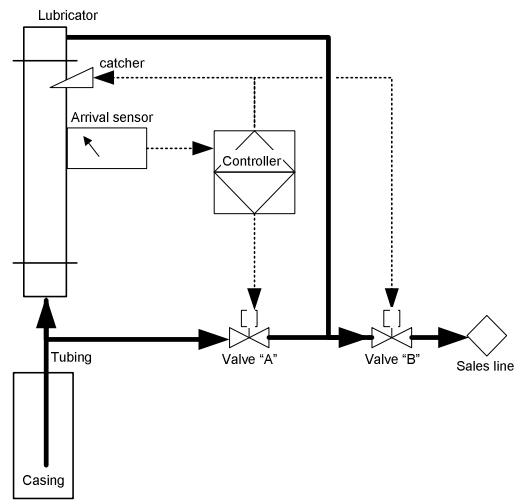 Lubricator
catcher
Arrival sensor
Controller
Tubing
Valve “A”
Valve “B”
Sales line
Casing